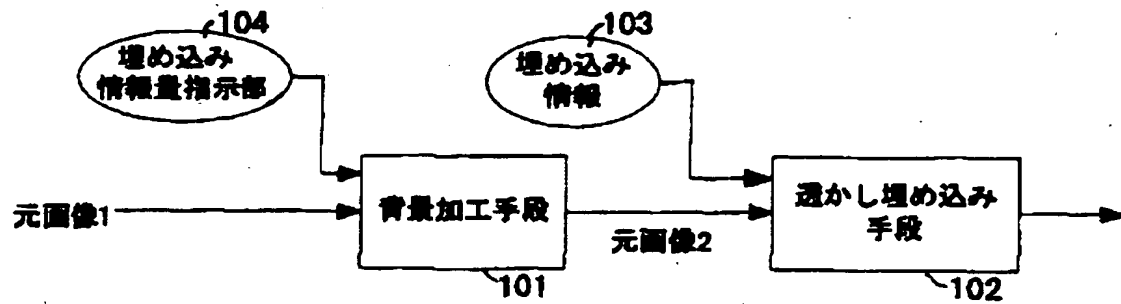 104
埋め込み
情報量指示部
103
埋め込み
情報
元画像1
背景加工手段
101
元画像2
透かし埋め込み
手段
102